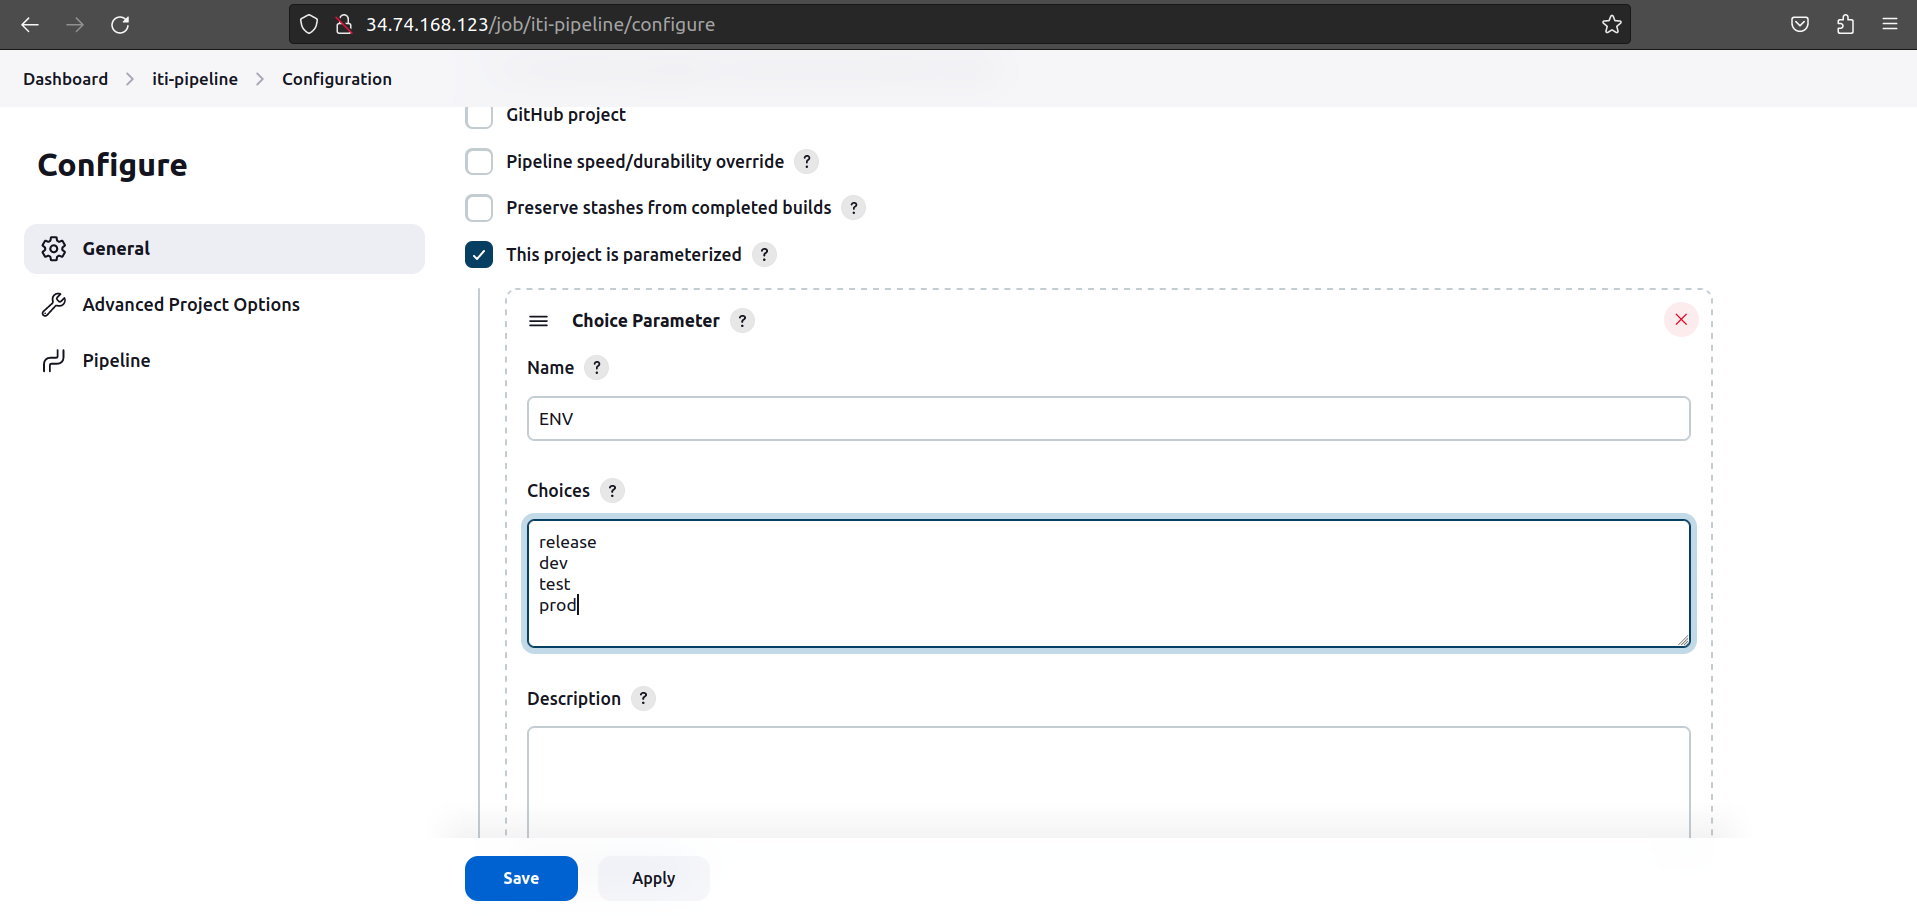 34.74.168.123/job/iti-pipeline/configure
Dashboard > iti-pipeline > Configuration
GitHub project
Configure
Pipeline speed/durability override ?
Preserve stashes from completed builds ?
General
This project is parameterized ?
Advanced Project Options
Choice Parameter ?
Pipeline
Name ?
ENV
Choices ?
release
dev
test
prod
Description ?
Save Apply